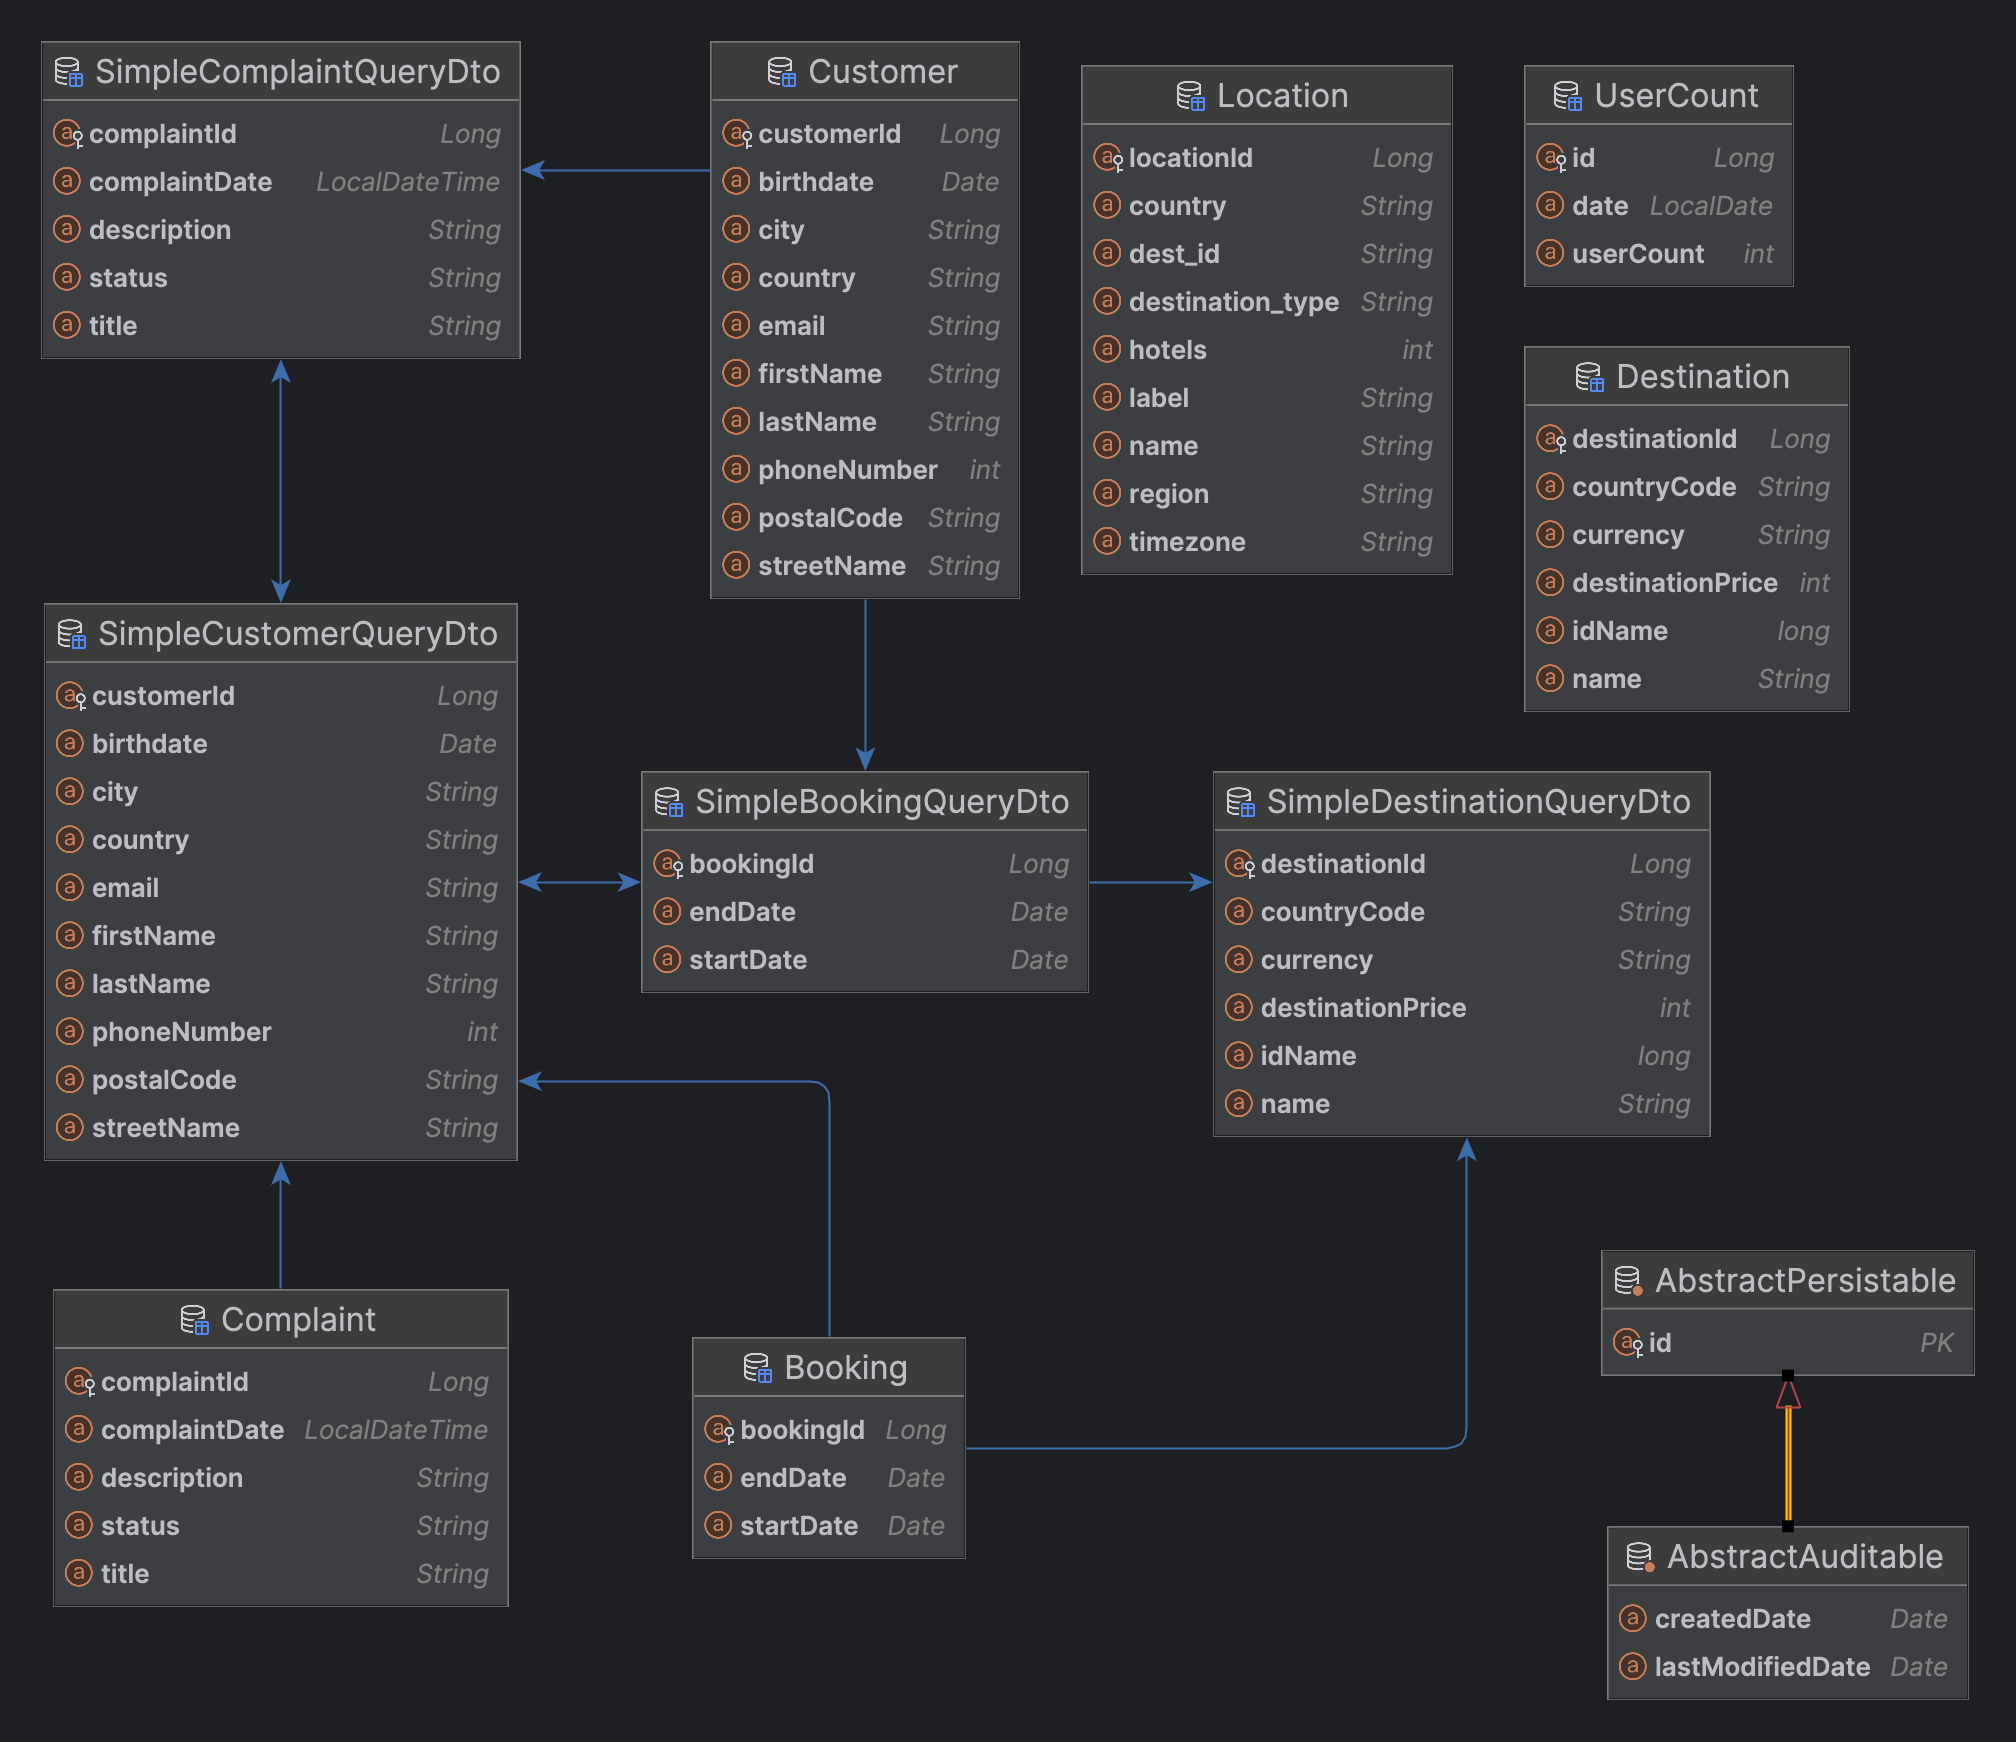 SimpleComplaintQueryDto
complaintId Long
complaintDate LocalDateTime
description String
status String
title String
Customer
customerId Long
birthdate Date
city String
country String
email String
firstName String
lastName String
phoneNumber int
postalCode String
streetName String
Location
locationId Long
country String
dest_id String
destination_type String
hotels int
label String
name String
region String
timezone String
UserCount
id Long
date LocalDate
userCount int
Destination
destinationId Long
countryCode String
currency String
destinationPrice int
idName long
name String
SimpleCustomerQueryDto
customerId Long
birthdate Date
city String
country String
email String
firstName String
lastName String
phoneNumber int
postalCode String
streetName String
SimpleBookingQueryDto
bookingId Long
endDate Date
startDate Date
SimpleDestinationQueryDto
destinationId Long
countryCode String
currency String
destinationPrice int
idName long
name String
Complaint
complaintId Long
complaintDate LocalDateTime
description String
status String
title String
Booking
bookingId Long
endDate Date
startDate Date
AbstractPersistable
id PK
AbstractAuditable
createdDate Date
lastModifiedDate Date